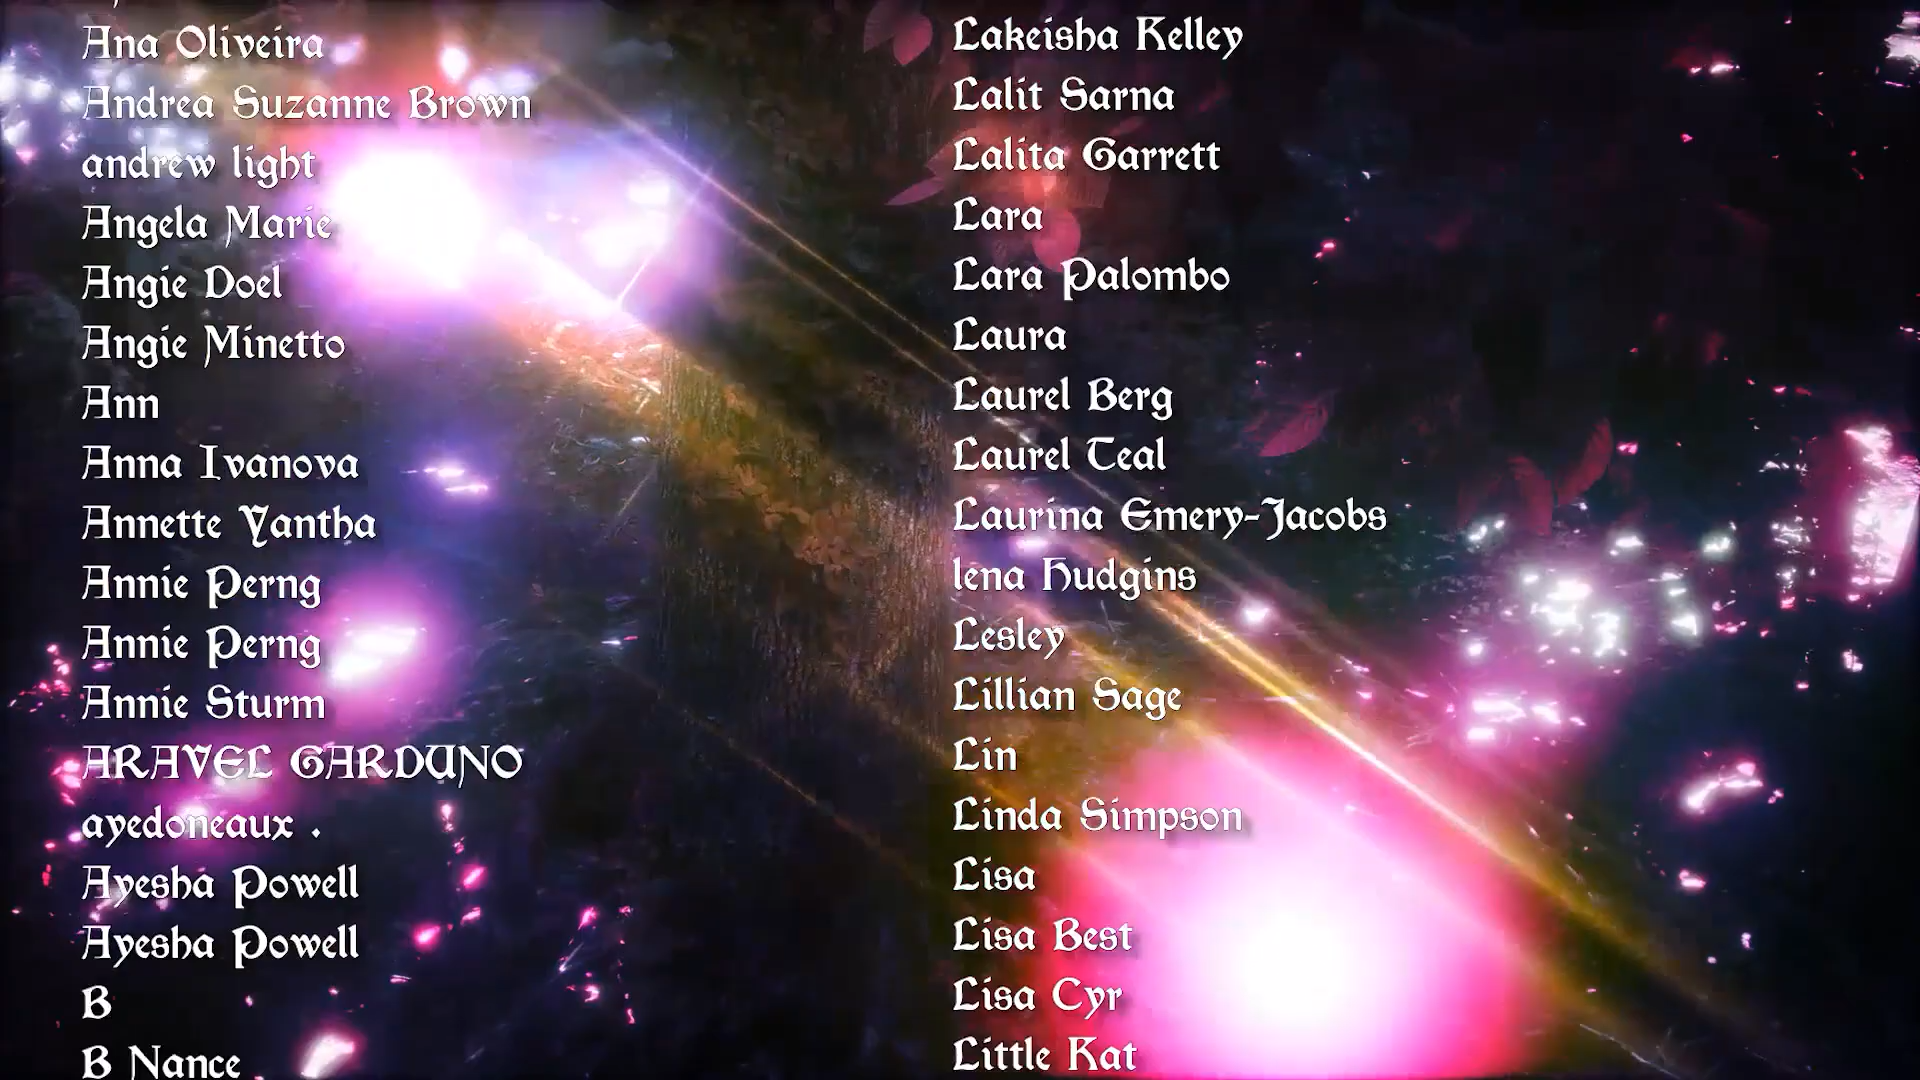 Ana Oliveira
Andrea Suzanne Brown
andrew light
Angela Marie
Angie Doel
Angie Minetto
Ann
Anna Ivanova
Annette Yantha
Annie Perng
Annie Perng
Annie Sturm
ARAVEL GARDUNO
ayedoneaux .
Ayesha Powell
Ayesha Powell
B
B Nance
Lakeisha Kelley
Lalit Sarna
Lalita Garrett
Lara
Lara Palombo
Laura
Laurel Berg
Laurel Teal
Laurina Emery-Jacobs
lena Hudgins
Lesley
Lillian Sage
Lin
Linda Simpson
Lisa
Lisa Best
Lisa Cyr
Little Kat